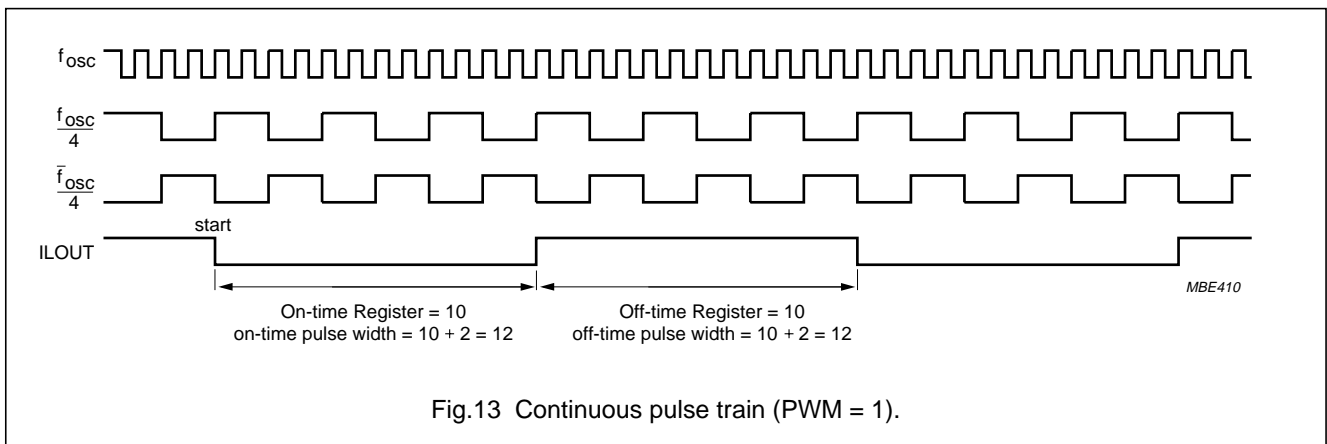 f osc
f osc
4
f̄ osc
4
start
ILOUT
MBE410
On-time Register = 10
on-time pulse width = 10 + 2 = 12
Off-time Register = 10
off-time pulse width = 10 + 2 = 12
Fig.13 Continuous pulse train (PWM = 1).